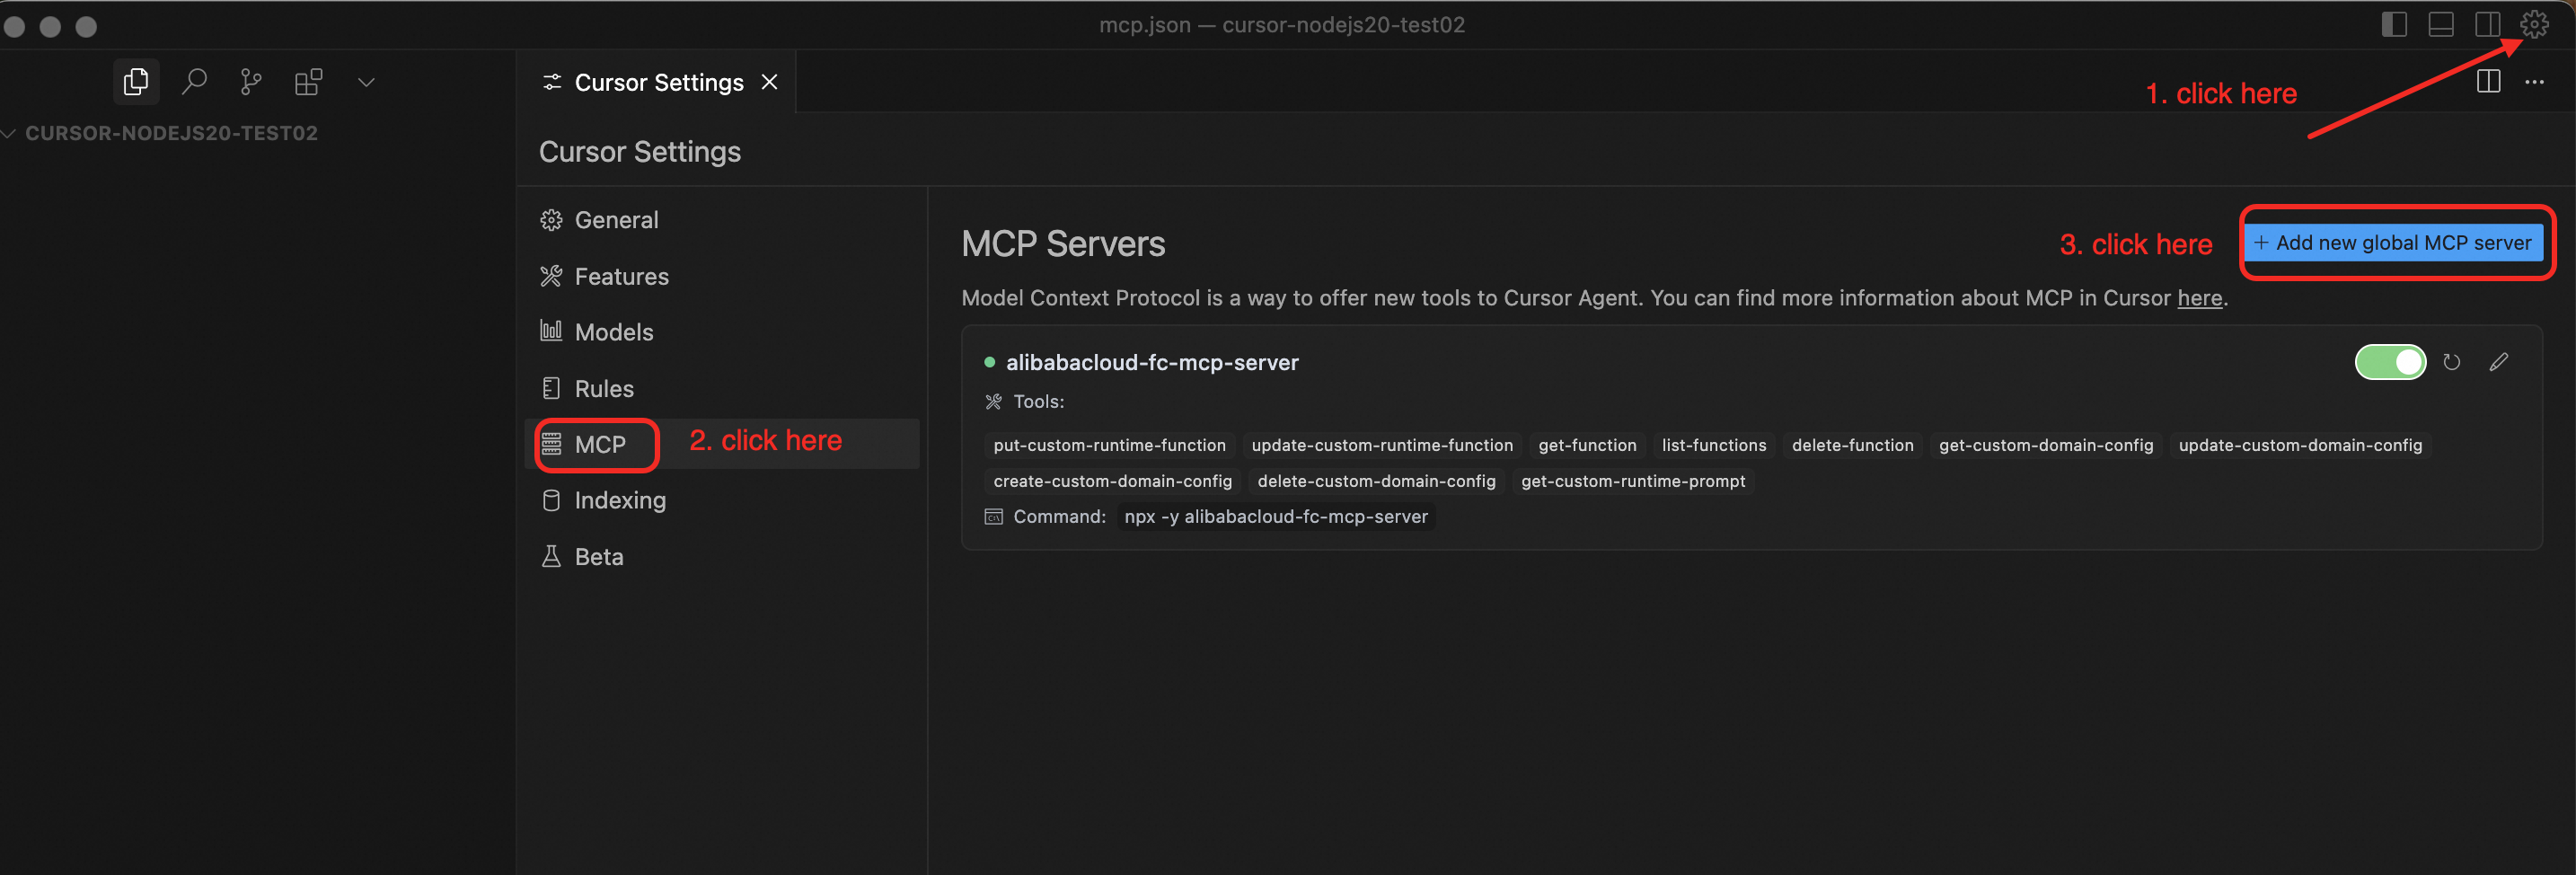 mcp.json — cursor-nodejs20-test02
Cursor Settings
1. click here
CURSOR-NODEJS20-TEST02
Cursor Settings
General
Features
Models
Rules
MCP
2. click here
Indexing
Beta
MCP Servers
3. click here
+ Add new global MCP server
Model Context Protocol is a way to offer new tools to Cursor Agent. You can find more information about MCP in Cursor here.
alibabacloud-fc-mcp-server
Tools:
put-custom-runtime-function update-custom-runtime-function get-function list-functions delete-function get-custom-domain-config update-custom-domain-config
create-custom-domain-config delete-custom-domain-config get-custom-runtime-prompt
Command: npx -y alibabacloud-fc-mcp-server